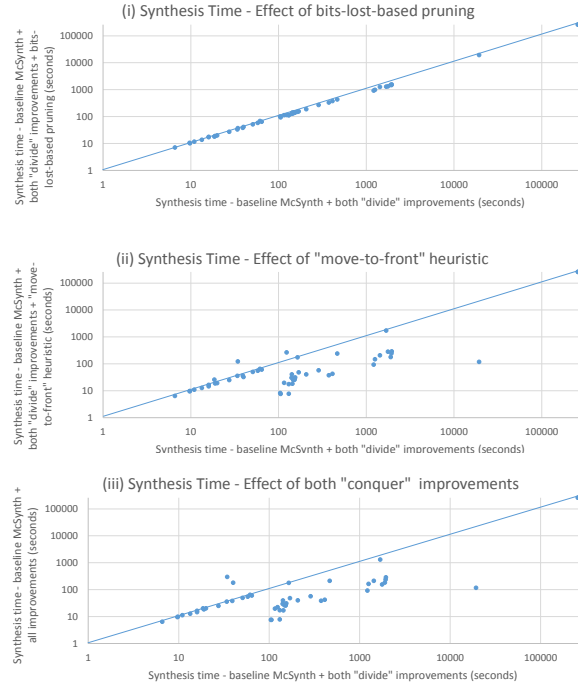 (i) Synthesis Time - Effect of bits-lost-based pruning
Synthesis time - baseline McSynth +
both "divide" improvements + bits-
lost-based pruning (seconds)
100000
10000
1000
100
10
1
1 10 100 1000 10000 100000
Synthesis time - baseline McSynth + both "divide" improvements (seconds)
(ii) Synthesis Time - Effect of "move-to-front" heuristic
Synthesis time - baseline McSynth +
both "divide" improvements + "move-
to-front" heuristic (seconds)
100000
10000
1000
100
10
1
1 10 100 1000 10000 100000
Synthesis time - baseline McSynth + both "divide" improvements (seconds)
(iii) Synthesis Time - Effect of both "conquer" improvements
Synthesis time - baseline McSynth +
all improvements (seconds)
100000
10000
1000
100
10
1
1 10 100 1000 10000 100000
Synthesis time - baseline McSynth + both "divide" improvements (seconds)